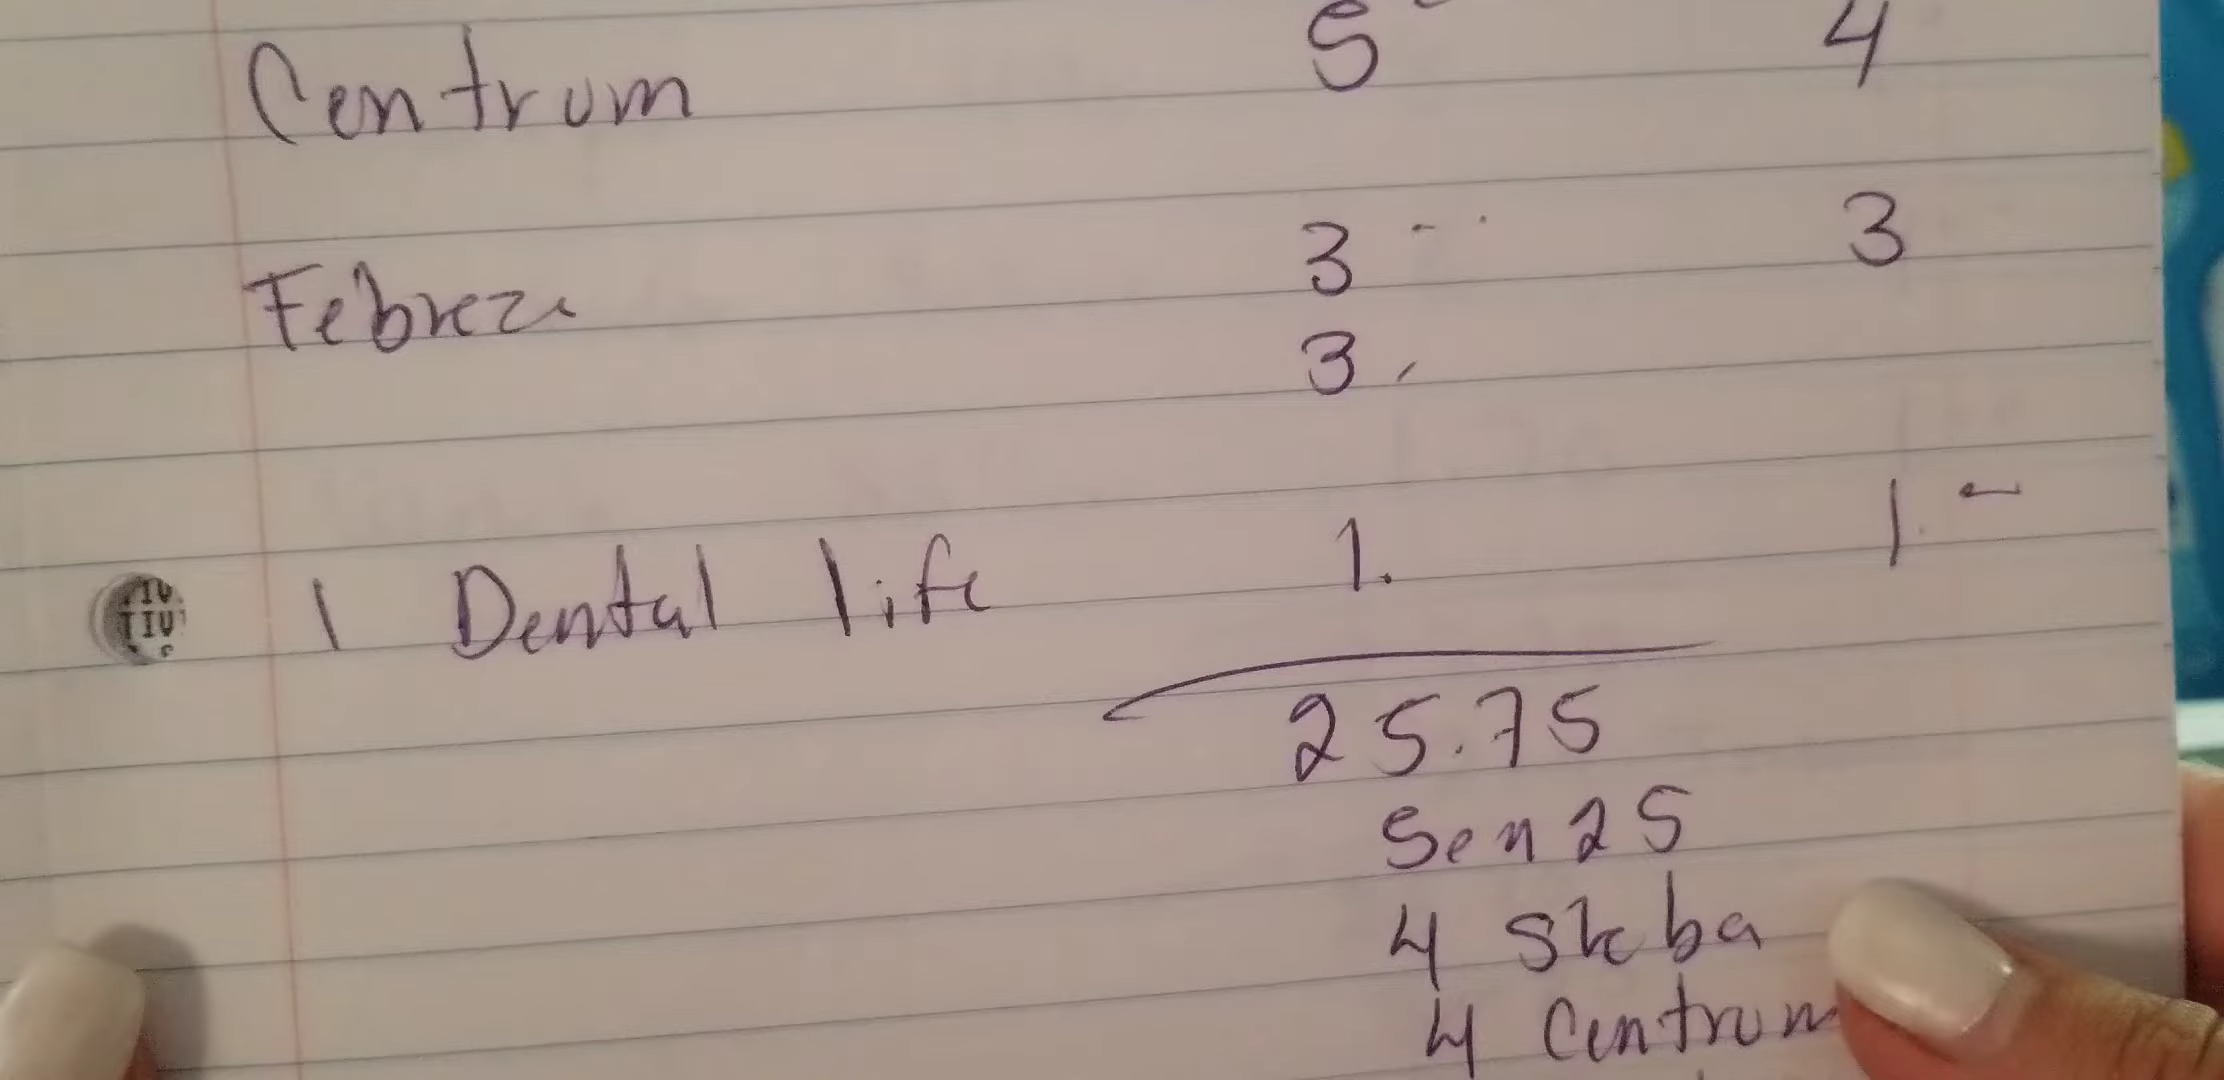 Centrum 5 4
Febreze 3 3
3
1 Dental life 1. 1.
25.75
Sen 25
4 Skba
4 Centrum